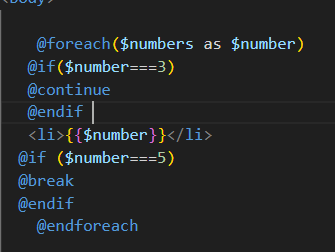 @foreach($numbers as $number)
@if($number===3)
@continue
@endif
<li>{{$number}}</li>
@if ($number===5)
@break
@endif
@endforeach